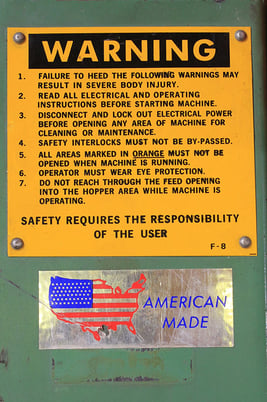 WARNING
1. FAILURE TO HEED THE FOLLOWING WARNINGS MAY
RESULT IN SEVERE BODY INJURY.
2. READ ALL ELECTRICAL AND OPERATING
INSTRUCTIONS BEFORE STARTING MACHINE.
3. DISCONNECT AND LOCK OUT ELECTRICAL POWER
BEFORE OPENING ANY AREA OF MACHINE FOR
CLEANING OR MAINTENANCE.
4. SAFETY INTERLOCKS MUST NOT BE BY-PASSED.
5. ALL AREAS MARKED IN ORANGE MUST NOT BE
OPENED WHEN MACHINE IS RUNNING.
6. OPERATOR MUST WEAR EYE PROTECTION.
7. DO NOT REACH THROUGH THE FEED OPENING
INTO THE HOPPER AREA WHILE MACHINE IS
OPERATING.
SAFETY REQUIRES THE RESPONSIBILITY
OF THE USER
F-8
AMERICAN
MADE